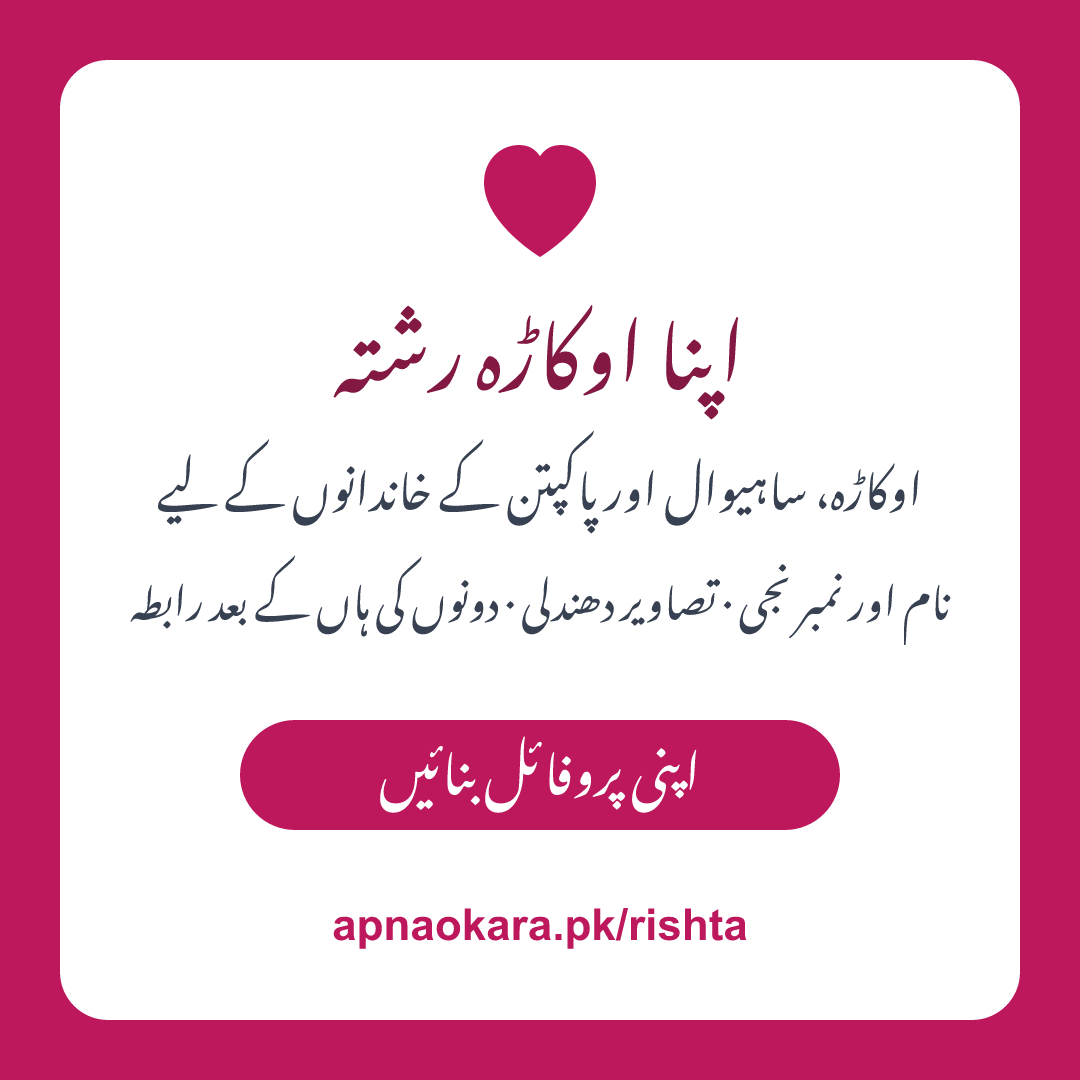 اپنا اوکاڑہ رشتہ
اوکاڑہ، ساہیوال اور پاکپتن کے خاندانوں کے لیے
نام اور نمبر نجی · تصاویر دھندلی · دونوں کی ہاں کے بعد رابطہ
اپنی پروفائل بنائیں
apnaokara.pk/rishta